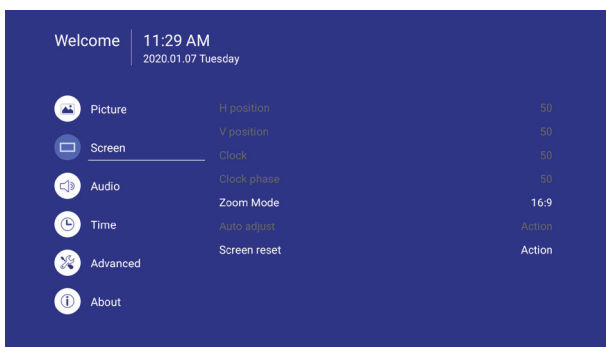 Welcome
11:29 AM
2020.01.07 Tuesday
Picture
Screen
Audio
Time
Advanced
About
H position 50
V position 50
Clock 50
Clock phase 50
Zoom Mode 16:9
Auto adjust Action
Screen reset Action